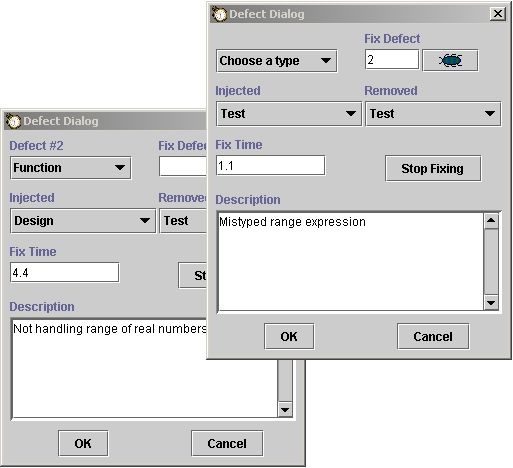 Defect Dialog
Fix Defect
Choose a type
2
Injected
Removed
Test
Test
Fix Time
1.1
Stop Fixing
Description
Mistyped range expression
OK
Cancel
Defect Dialog
Defect #2
Fix Defe
Function
Injected
Removed
Design
Test
Fix Time
4.4
St
Description
Not handling range of real numbers
OK
Cancel